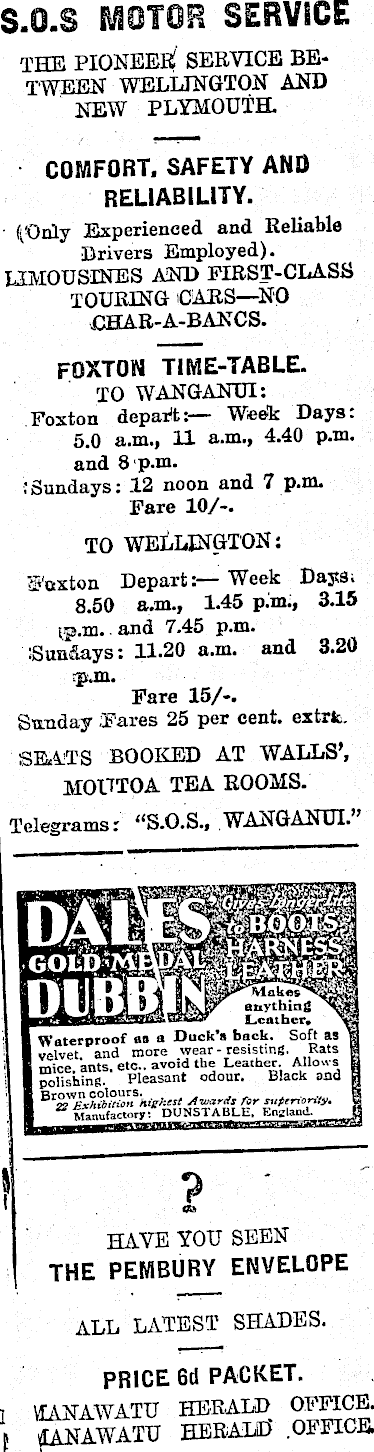 S.O.S MOTOR SERVICE
THE PIONEER SERVICE BE-
TWEEN WELLINGTON AND
NEW PLYMOUTH.
COMFORT, SAFETY AND
RELIABILITY.
(Only Experienced and Reliable
Drivers Employed).
LIMOUSINES AND FIRST-CLASS
TOURING CARS—NO
CHAR-A-BANCS.
FOXTON TIME-TABLE.
TO WANGANUI:
Foxton depart:— Week Days:
5.0 a.m., 11 a.m., 4.40 p.m.
and 8 p.m.
Sundays: 12 noon and 7 p.m.
Fare 10/-.
TO WELLINGTON:
Foxton Depart:— Week Days:
8.50 a.m., 1.45 p.m., 3.15
p.m. and 7.45 p.m.
Sundays: 11.20 a.m. and 3.20
p.m.
Fare 15/-.
Sunday Fares 25 per cent. extra.
SEATS BOOKED AT WALLS',
MOUTOA TEA ROOMS.
Telegrams: "S.O.S., WANGANUI."
DALES
GOLD MEDAL
DUBBIN
Gives Longer Life
to BOOTS,
HARNESS
LEATHER
Makes
anything
Leather,
Waterproof as a Duck's back. Soft as
velvet, and more wear-resisting. Rats
mice, ants, etc., avoid the Leather. Allows
polishing. Pleasant odour. Black and
Brown colours.
22 Exhibition highest Awards for superiority.
Manufactory: DUNSTABLE, England.
?
HAVE YOU SEEN
THE PEMBURY ENVELOPE
ALL LATEST SHADES.
PRICE 6d PACKET.
MANAWATU HERALD OFFICE.
MANAWATU HERALD OFFICE.